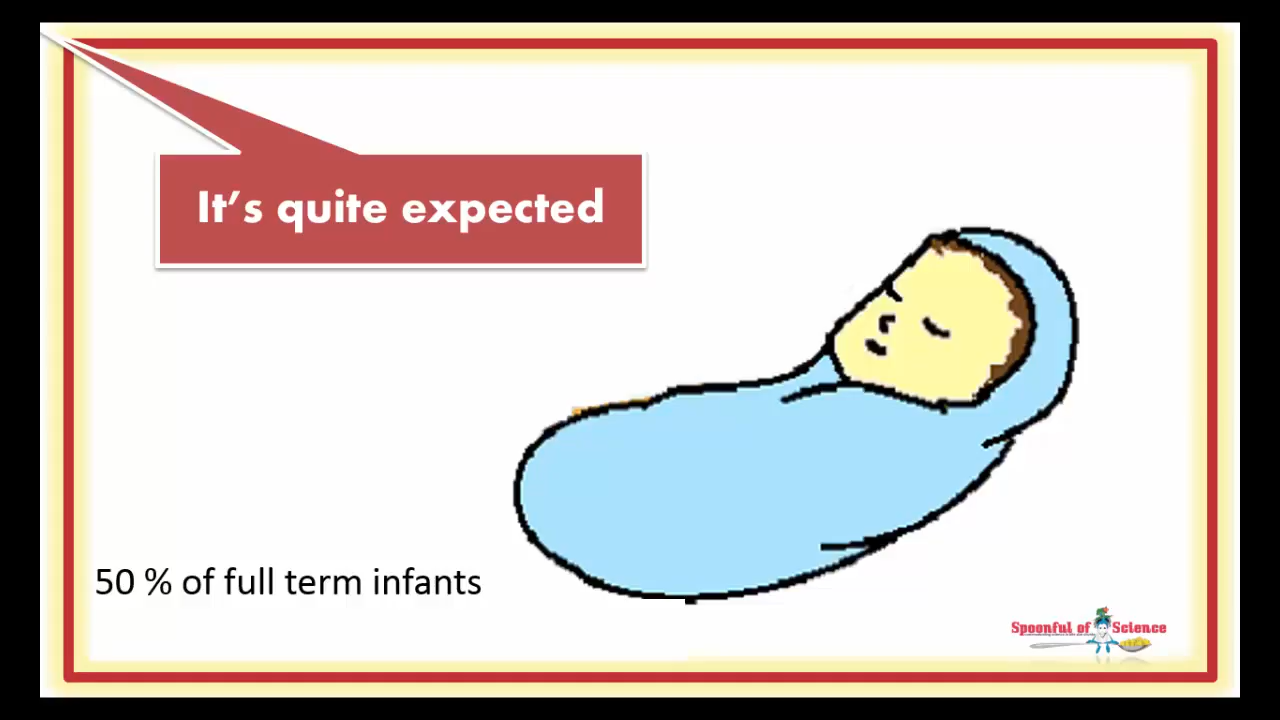 It's quite expected
50 % of full term infants
Spoonful of Science